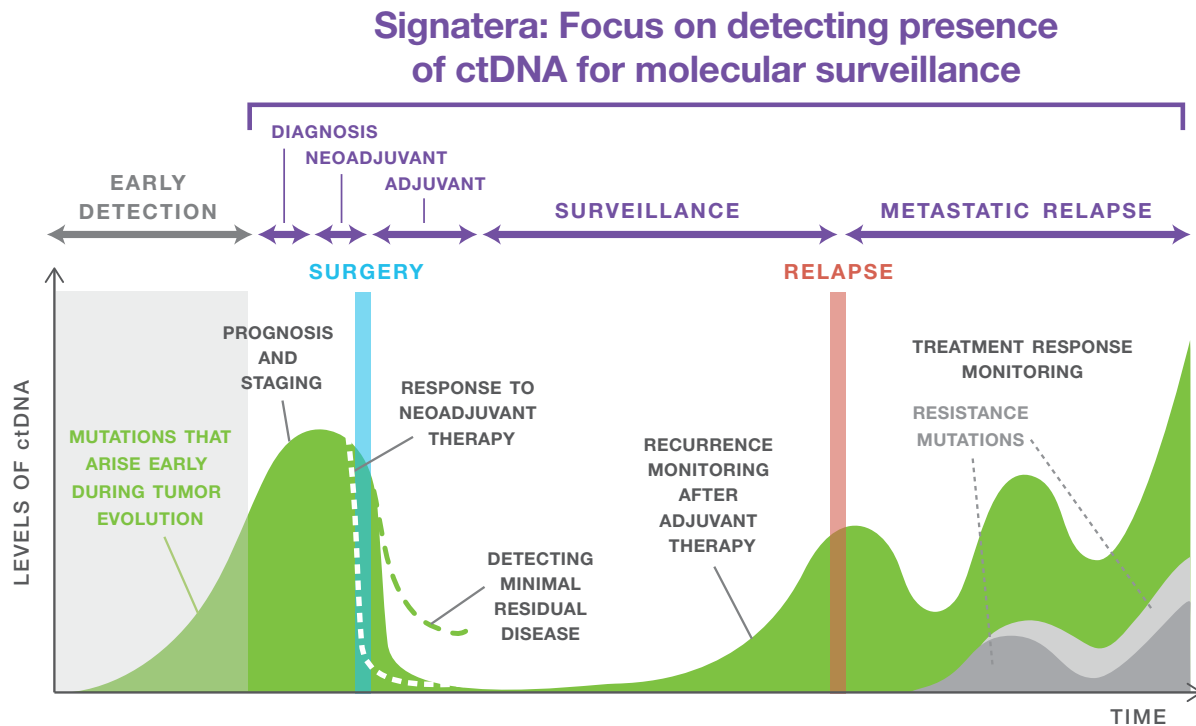 Signatera: Focus on detecting presence
of ctDNA for molecular surveillance
DIAGNOSIS
NEOADJUVANT
ADJUVANT
EARLY
DETECTION
SURVEILLANCE
METASTATIC RELAPSE
SURGERY
RELAPSE
PROGNOSIS
AND
STAGING
RESPONSE TO
NEOADJUVANT
THERAPY
MUTATIONS THAT
ARISE EARLY
DURING TUMOR
EVOLUTION
DETECTING
MINIMAL
RESIDUAL
DISEASE
RECURRENCE
MONITORING
AFTER
ADJUVANT
THERAPY
TREATMENT RESPONSE
MONITORING
RESISTANCE
MUTATIONS
LEVELS OF ctDNA
TIME